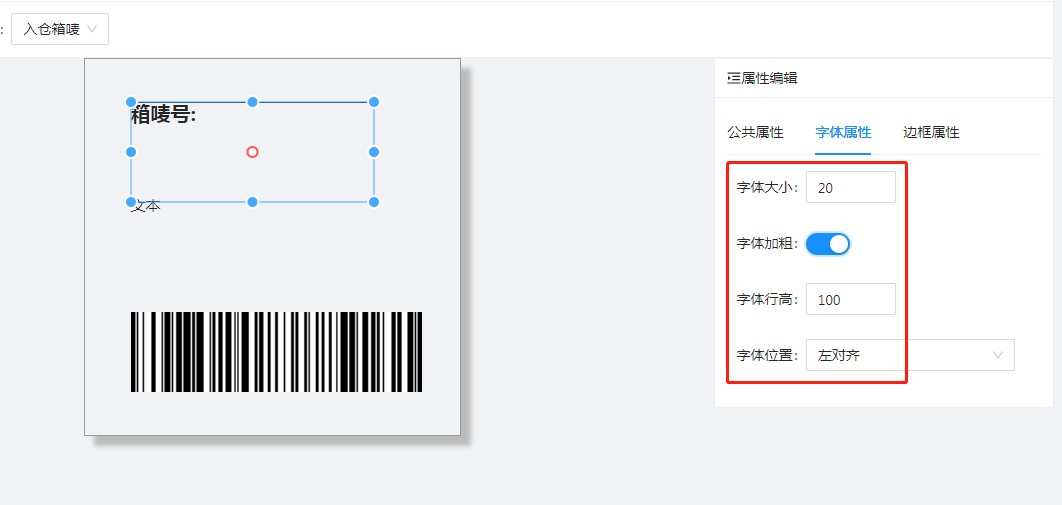 : 入仓箱唛
箱唛号:
文本
属性编辑
公共属性 字体属性 边框属性
字体大小: 20
字体加粗:
字体行高: 100
字体位置: 左对齐